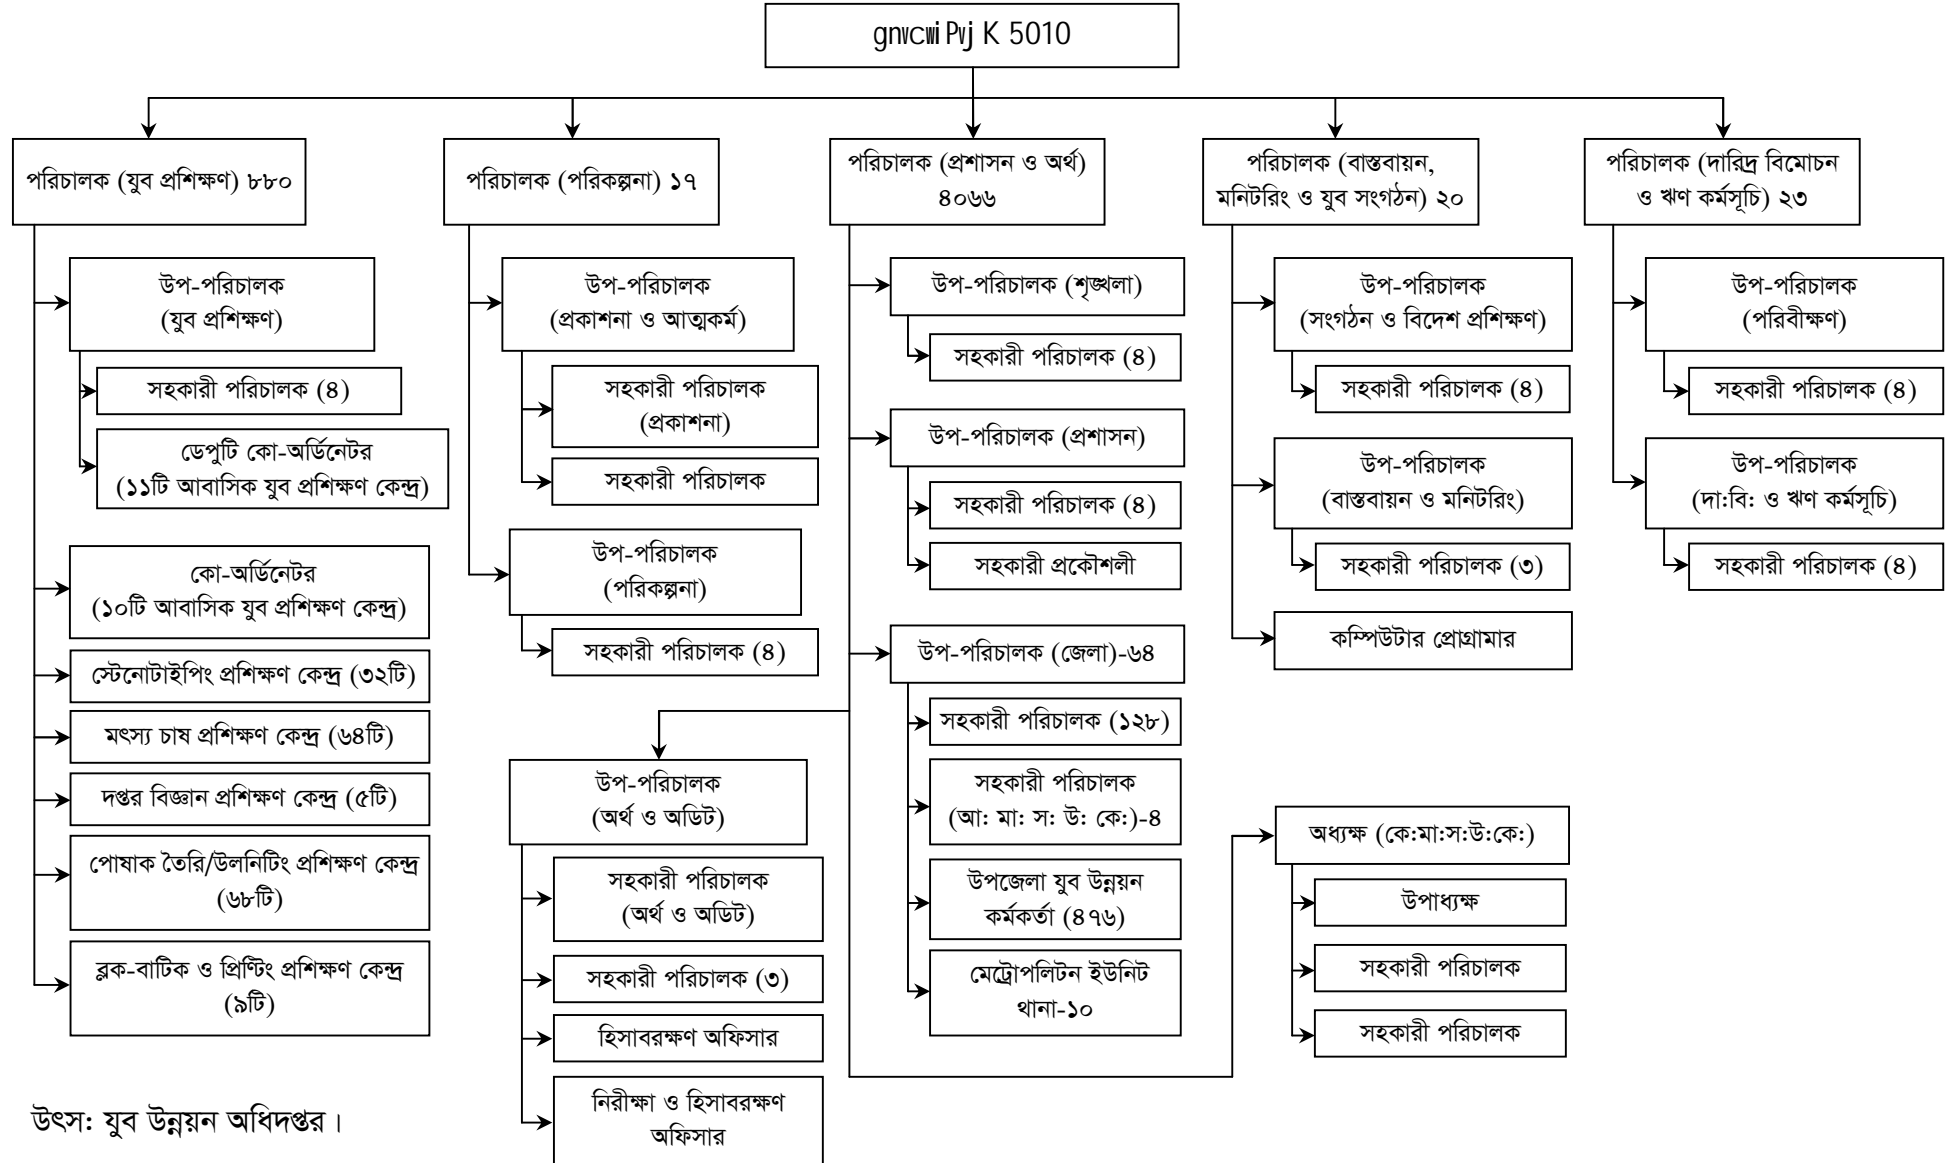 gnvcwiPvjK 5010
পরিচালক (যুব প্রশিক্ষণ) ৮৮০
উপ-পরিচালক
(যুব প্রশিক্ষণ)
সহকারী পরিচালক (৪)
ডেপুটি কো-অর্ডিনেটর
(১১টি আবাসিক যুব প্রশিক্ষণ কেন্দ্র)
কো-অর্ডিনেটর
(১০টি আবাসিক যুব প্রশিক্ষণ কেন্দ্র)
স্টেনোটাইপিং প্রশিক্ষণ কেন্দ্র (৩২টি)
মৎস্য চাষ প্রশিক্ষণ কেন্দ্র (৬৪টি)
দপ্তর বিজ্ঞান প্রশিক্ষণ কেন্দ্র (৫টি)
পোষাক তৈরি/উলনিটিং প্রশিক্ষণ কেন্দ্র
(৬৮টি)
ব্লক-বাটিক ও প্রিন্টিং প্রশিক্ষণ কেন্দ্র
(৯টি)
পরিচালক (পরিকল্পনা) ১৭
উপ-পরিচালক
(প্রকাশনা ও আত্মকর্ম)
সহকারী পরিচালক
(প্রকাশনা)
সহকারী পরিচালক
উপ-পরিচালক
(পরিকল্পনা)
সহকারী পরিচালক (৪)
পরিচালক (প্রশাসন ও অর্থ)
৪০৬৬
উপ-পরিচালক (শৃঙ্খলা)
সহকারী পরিচালক (৪)
উপ-পরিচালক (প্রশাসন)
সহকারী পরিচালক (৪)
সহকারী প্রকৌশলী
উপ-পরিচালক (জেলা)-৬৪
সহকারী পরিচালক (১২৮)
সহকারী পরিচালক
(আ: মা: স: উ: কে:)-৪
উপজেলা যুব উন্নয়ন
কর্মকর্তা (৪৭৬)
মেট্রোপলিটন ইউনিট
থানা-১০
উপ-পরিচালক
(অর্থ ও অডিট)
সহকারী পরিচালক
(অর্থ ও অডিট)
সহকারী পরিচালক (৩)
হিসাবরক্ষণ অফিসার
নিরীক্ষা ও হিসাবরক্ষণ
অফিসার
অধ্যক্ষ (কে:মা:স:উ:কে:)
উপাধ্যক্ষ
সহকারী পরিচালক
সহকারী পরিচালক
পরিচালক (বাস্তবায়ন,
মনিটরিং ও যুব সংগঠন) ২০
উপ-পরিচালক
(সংগঠন ও বিদেশ প্রশিক্ষণ)
সহকারী পরিচালক (৪)
উপ-পরিচালক
(বাস্তবায়ন ও মনিটরিং)
সহকারী পরিচালক (৩)
কম্পিউটার প্রোগ্রামার
পরিচালক (দারিদ্র বিমোচন
ও ঋণ কর্মসূচি) ২৩
উপ-পরিচালক
(পরিবীক্ষণ)
সহকারী পরিচালক (৪)
উপ-পরিচালক
(দা:বি: ও ঋণ কর্মসূচি)
সহকারী পরিচালক (৪)
উৎস: যুব উন্নয়ন অধিদপ্তর।